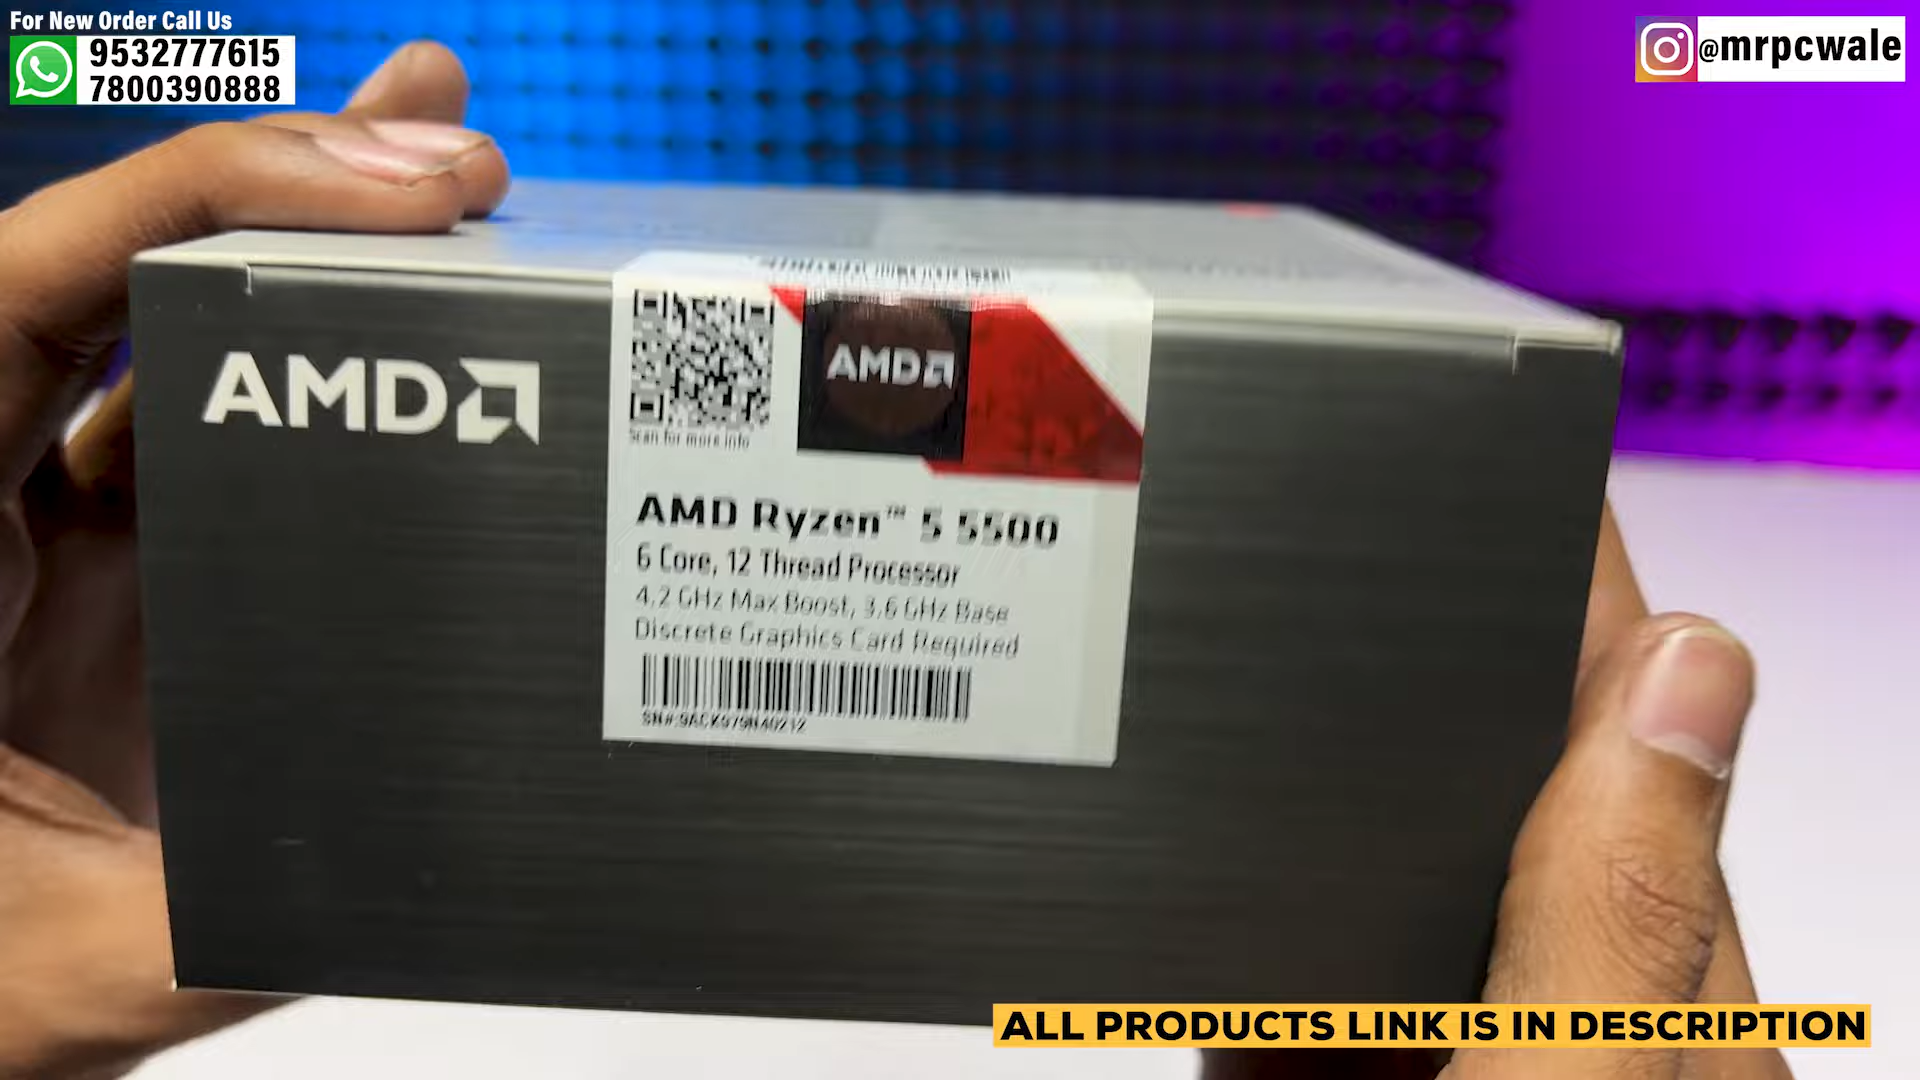 For New Order Call Us
9532777615
7800390888
@mrpcwale
AMD
AMD
Scan for more info
AMD Ryzen™ 5 5500
6 Core, 12 Thread Processor
4.2 GHz Max Boost, 3.6 GHz Base
Discrete Graphics Card Required
SN#:9ACK979N40212
ALL PRODUCTS LINK IS IN DESCRIPTION